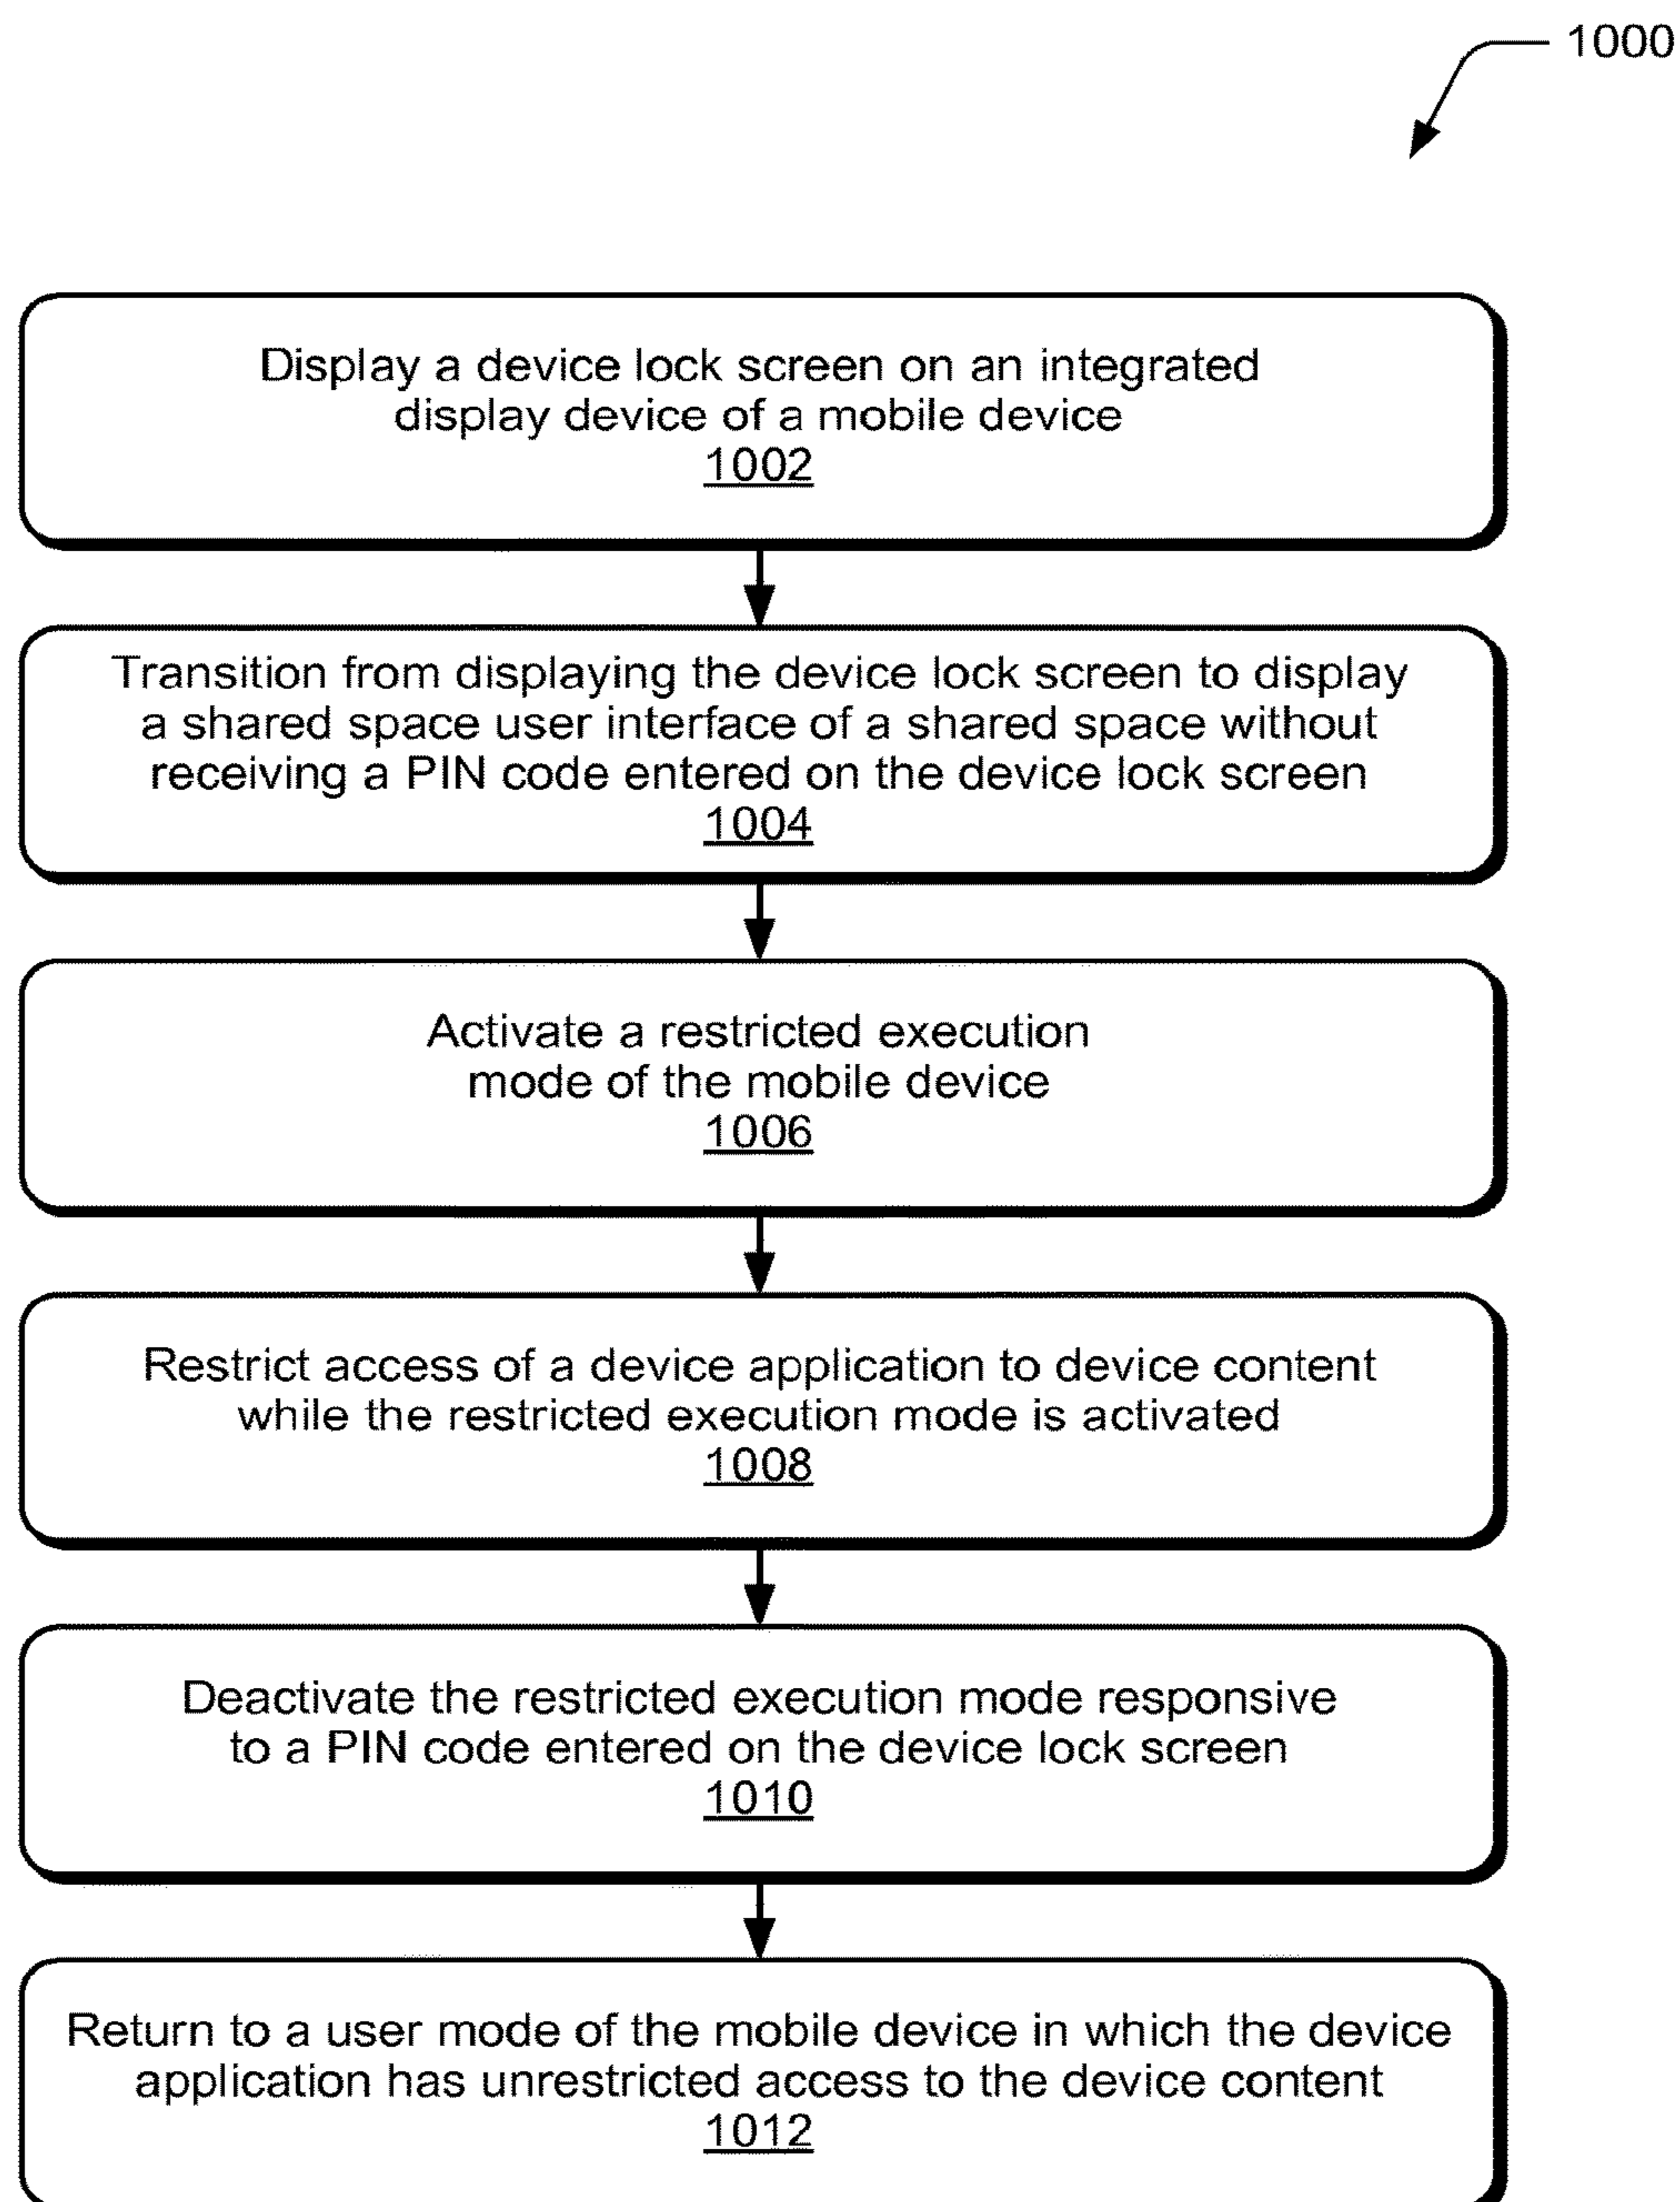 1000
Display a device lock screen on an integrated
display device of a mobile device
1002
Transition from displaying the device lock screen to display
a shared space user interface of a shared space without
receiving a PIN code entered on the device lock screen
1004
Activate a restricted execution
mode of the mobile device
1006
Restrict access of a device application to device content
while the restricted execution mode is activated
1008
Deactivate the restricted execution mode responsive
to a PIN code entered on the device lock screen
1010
Return to a user mode of the mobile device in which the device
application has unrestricted access to the device content
1012